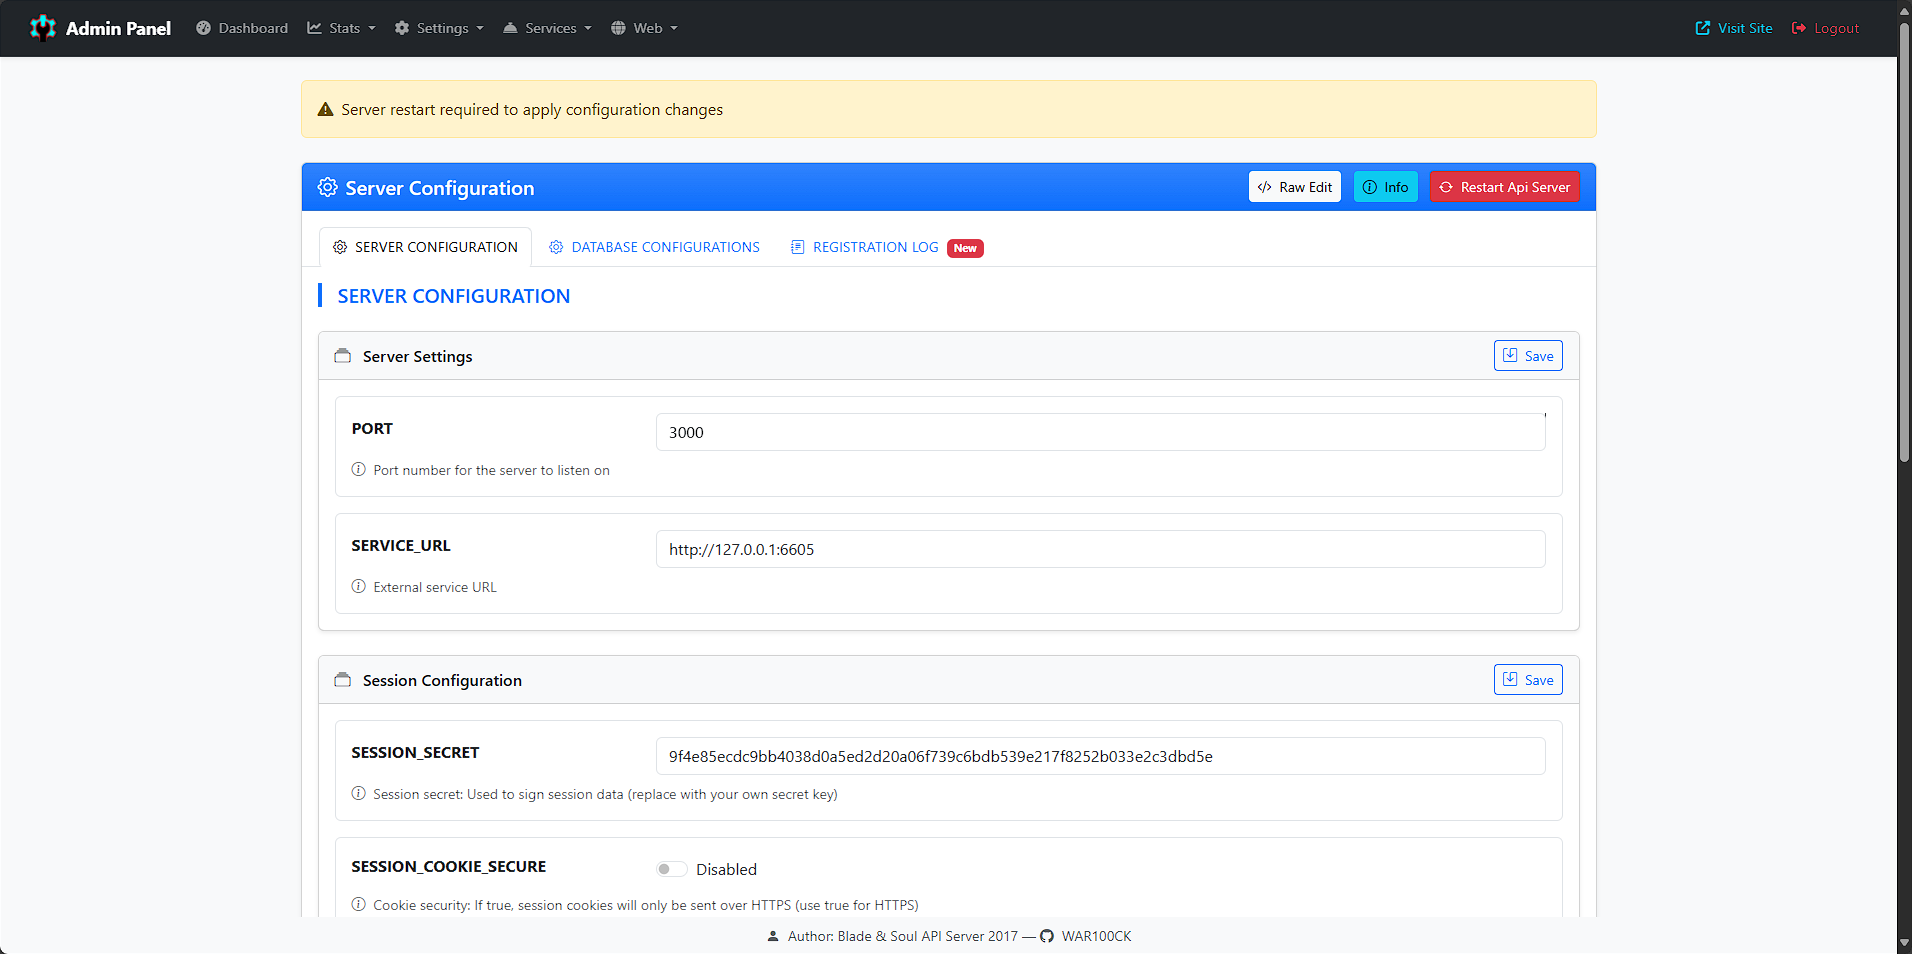 Admin Panel Dashboard Stats Settings Services Web Visit Site Logout
Server restart required to apply configuration changes
Server Configuration Raw Edit Info Restart Api Server
SERVER CONFIGURATION DATABASE CONFIGURATIONS REGISTRATION LOG New
SERVER CONFIGURATION
Server Settings Save
PORT 3000
Port number for the server to listen on
SERVICE_URL http://127.0.0.1:6605
External service URL
Session Configuration Save
SESSION_SECRET 9f4e85ecdc9bb4038d0a5ed2d20a06f739c6bdb539e217f8252b033e2c3dbd5e
Session secret: Used to sign session data (replace with your own secret key)
SESSION_COOKIE_SECURE Disabled
Cookie security: If true, session cookies will only be sent over HTTPS (use true for HTTPS)
Author: Blade & Soul API Server 2017 — WAR100CK